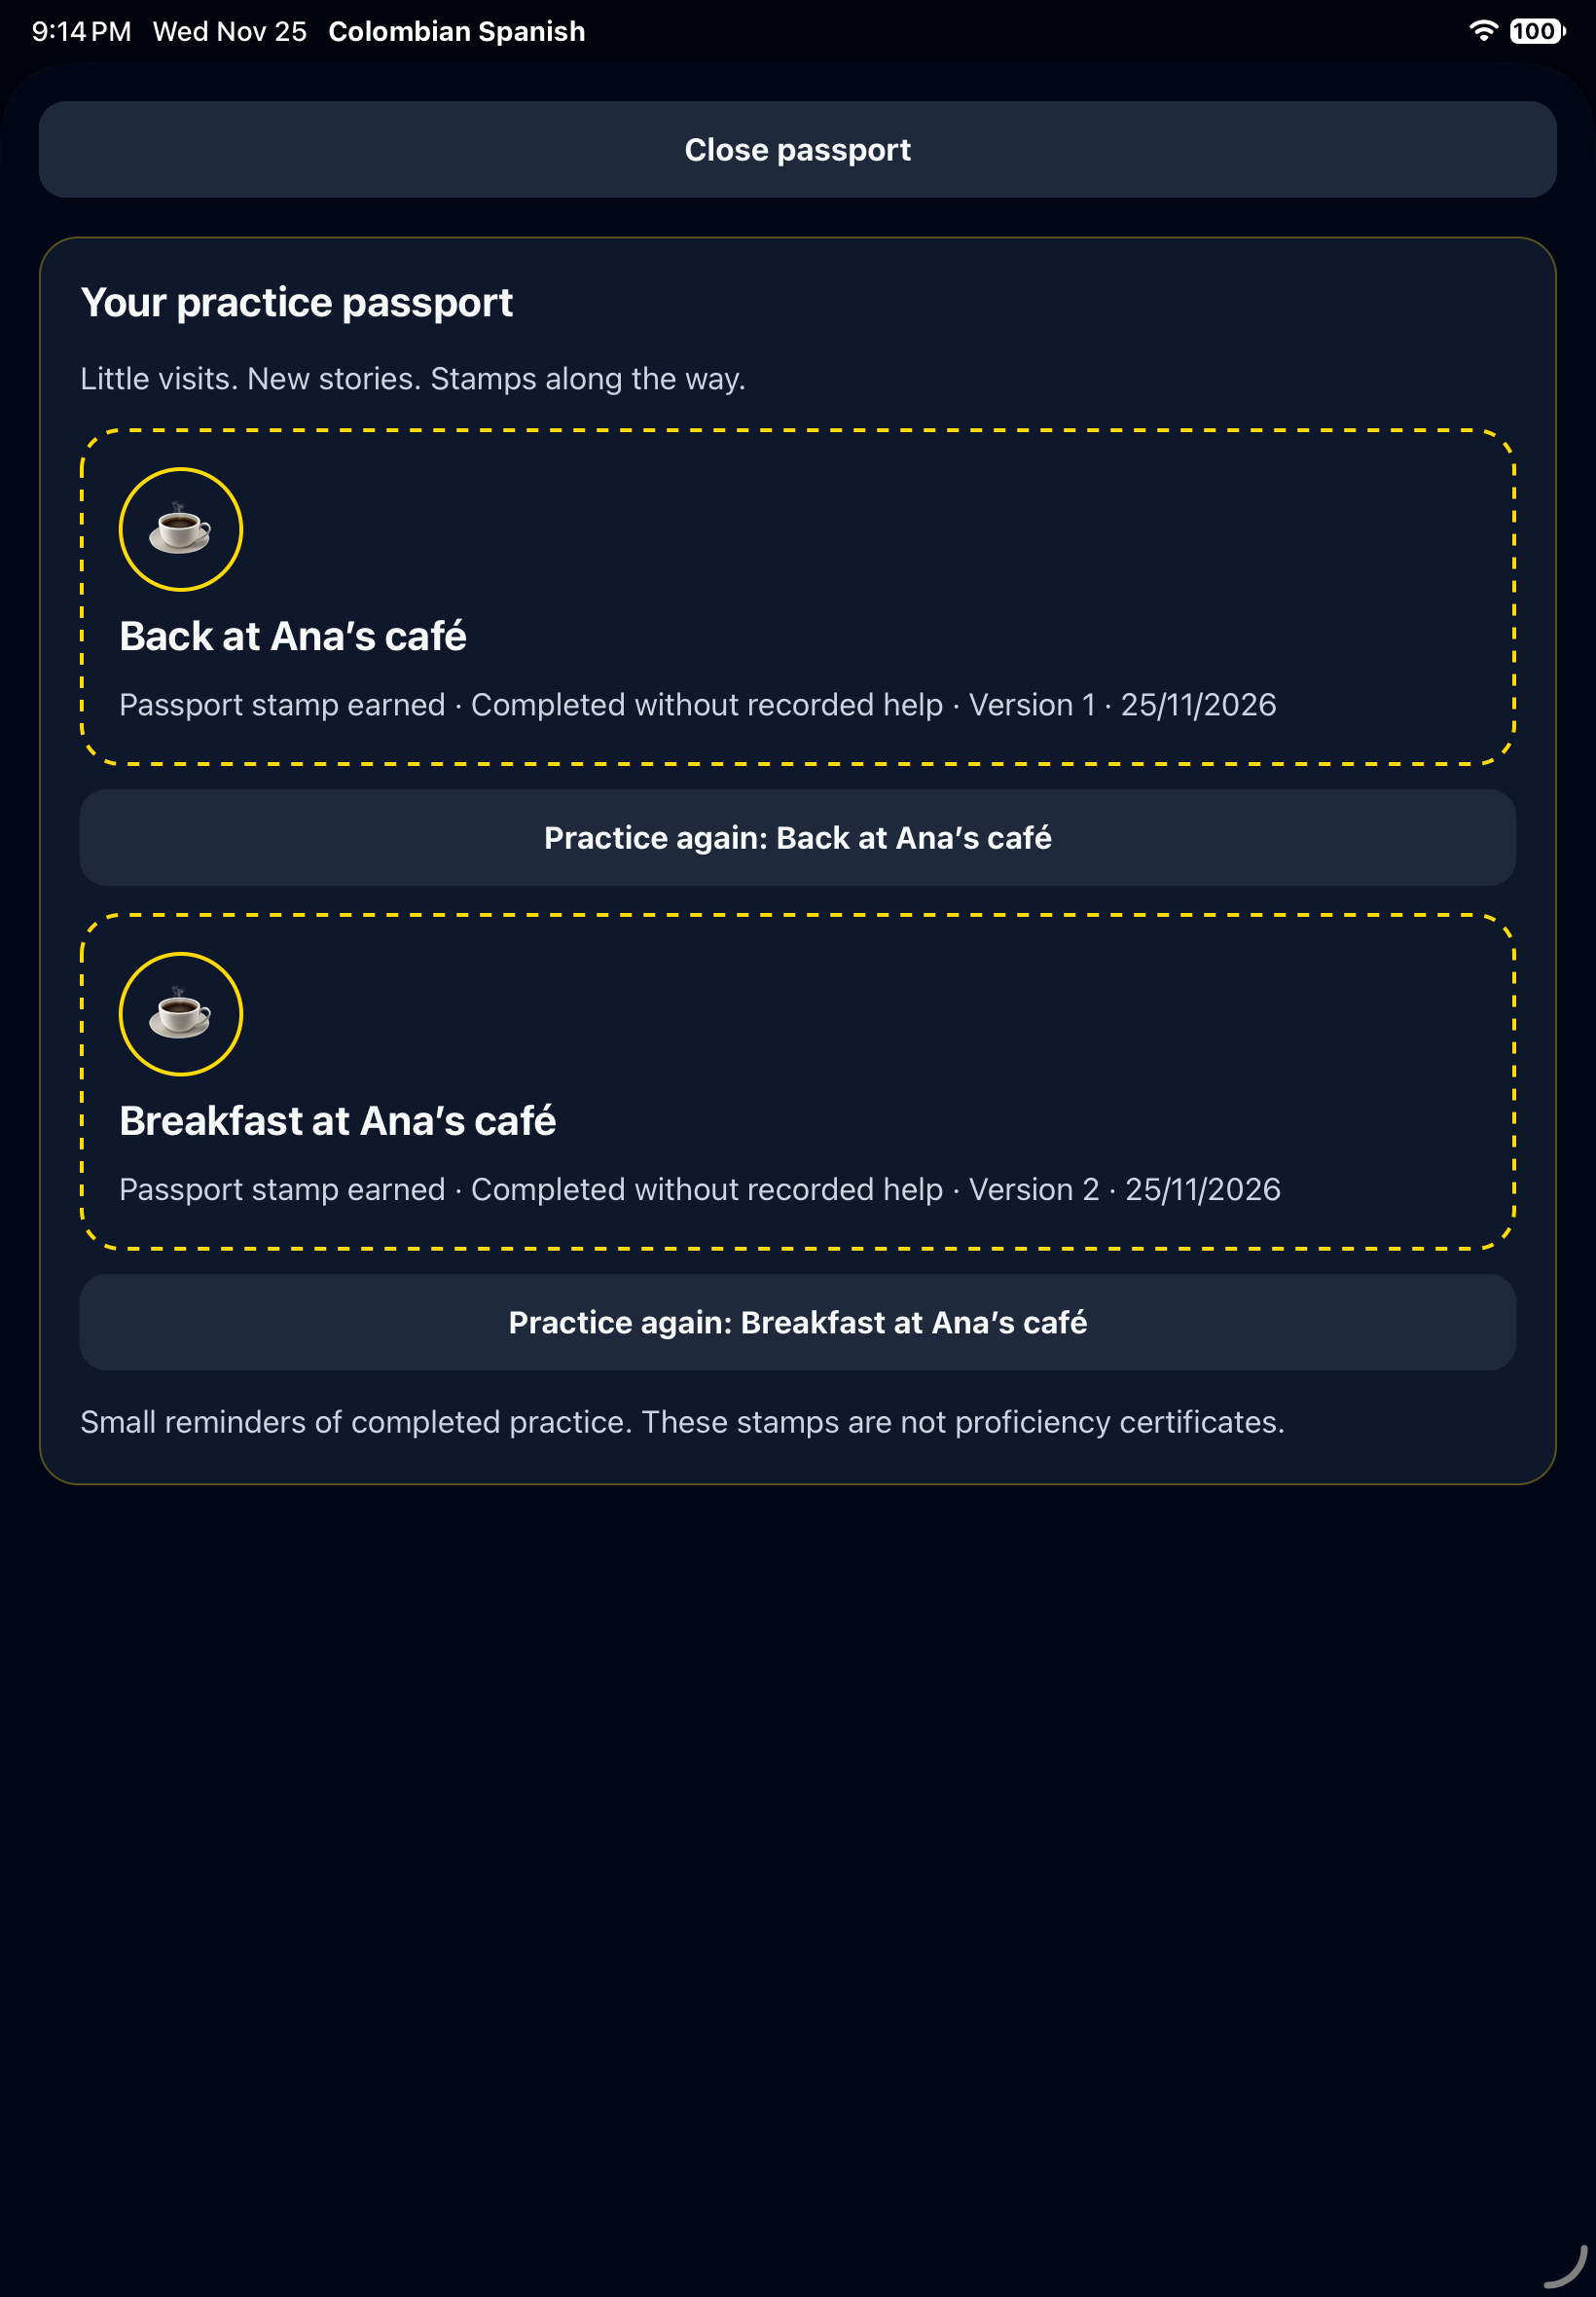 9:14 PM Wed Nov 25 Colombian Spanish 100
Close passport
Your practice passport
Little visits. New stories. Stamps along the way.
Back at Ana’s café
Passport stamp earned · Completed without recorded help · Version 1 · 25/11/2026
Practice again: Back at Ana’s café
Breakfast at Ana’s café
Passport stamp earned · Completed without recorded help · Version 2 · 25/11/2026
Practice again: Breakfast at Ana’s café
Small reminders of completed practice. These stamps are not proficiency certificates.